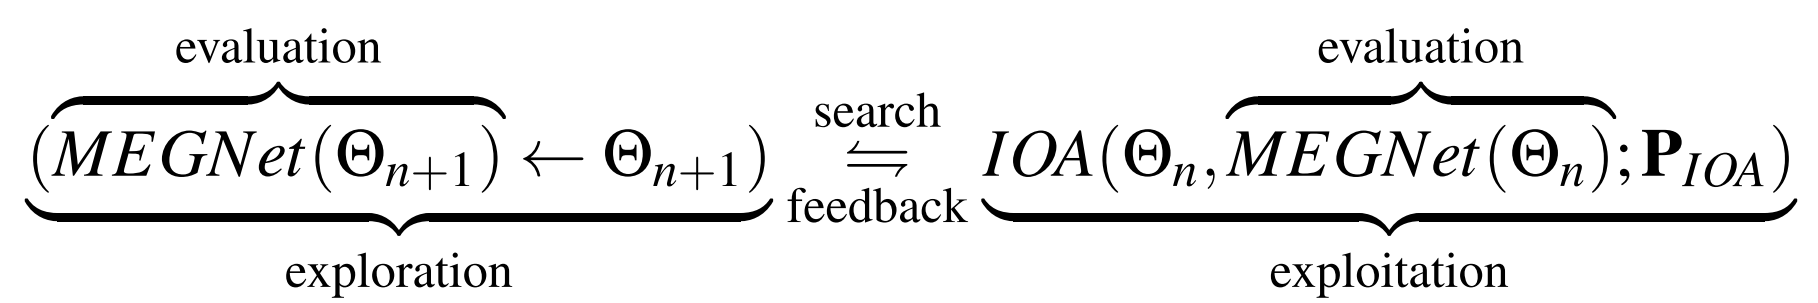 evaluation evaluation
(MEGNet(Θ_{n+1}) ← Θ_{n+1}) search ⇋ feedback IOA(Θ_n, MEGNet(Θ_n); P_{IOA})
exploration exploitation